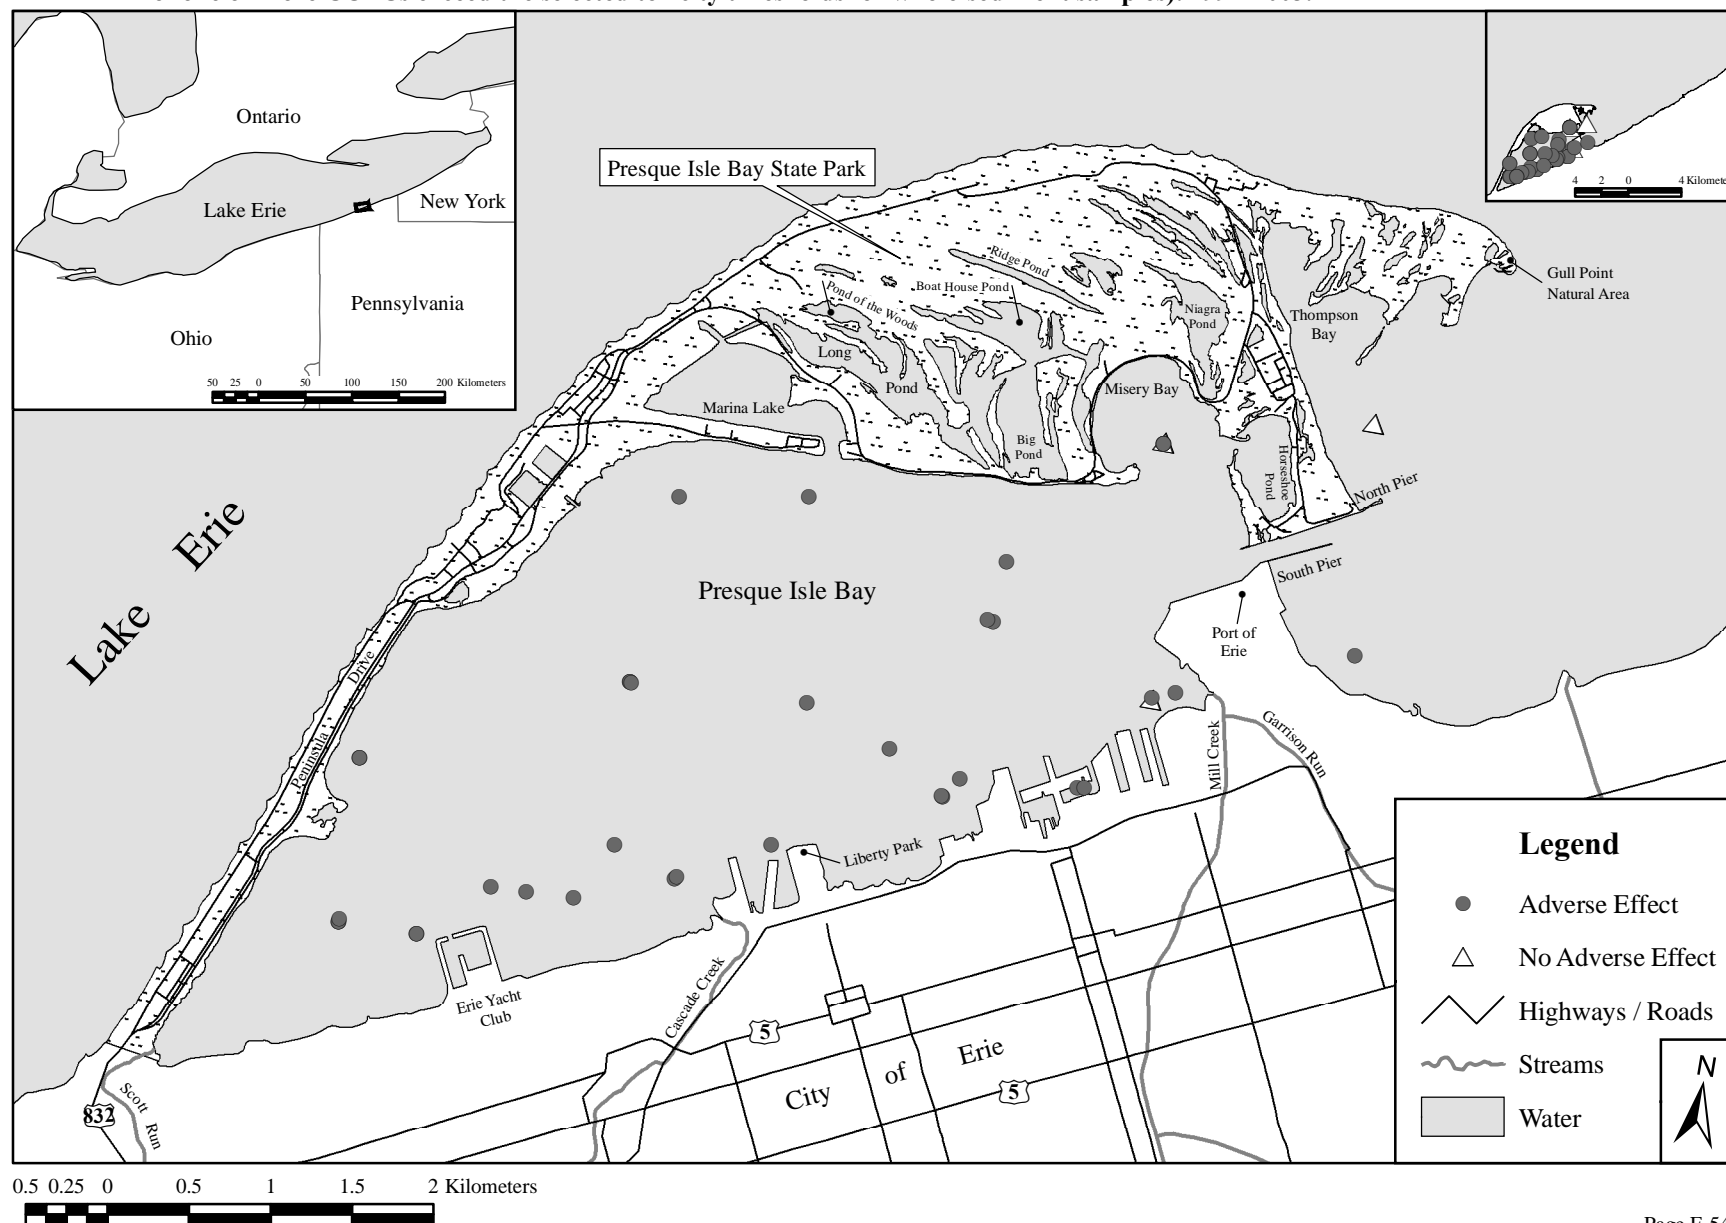 Ontario
Lake Erie
New York
Pennsylvania
Ohio
50 25 0 50 100 150 200 Kilometers
4 2 0 4
Presque Isle Bay State Park
Ridge Pond
Boat House Pond
Pond of the Woods
Niagra
Pond
Thompson
Bay
Gull Point
Natural Area
Long
Pond
Marina Lake
Misery Bay
Big
Pond
Horseshoe
Pond
North Pier
South Pier
Port of
Erie
Lake Erie
Presque Isle Bay
Peninsula Drive
Mill Creek
Garrison Run
Liberty Park
Erie Yacht
Club
Cascade Creek
5
City of Erie
5
Scott Run
832
Legend
Adverse Effect
No Adverse Effect
Highways / Roads
Streams
Water
N
0.5 0.25 0 0.5 1 1.5 2 Kilometers